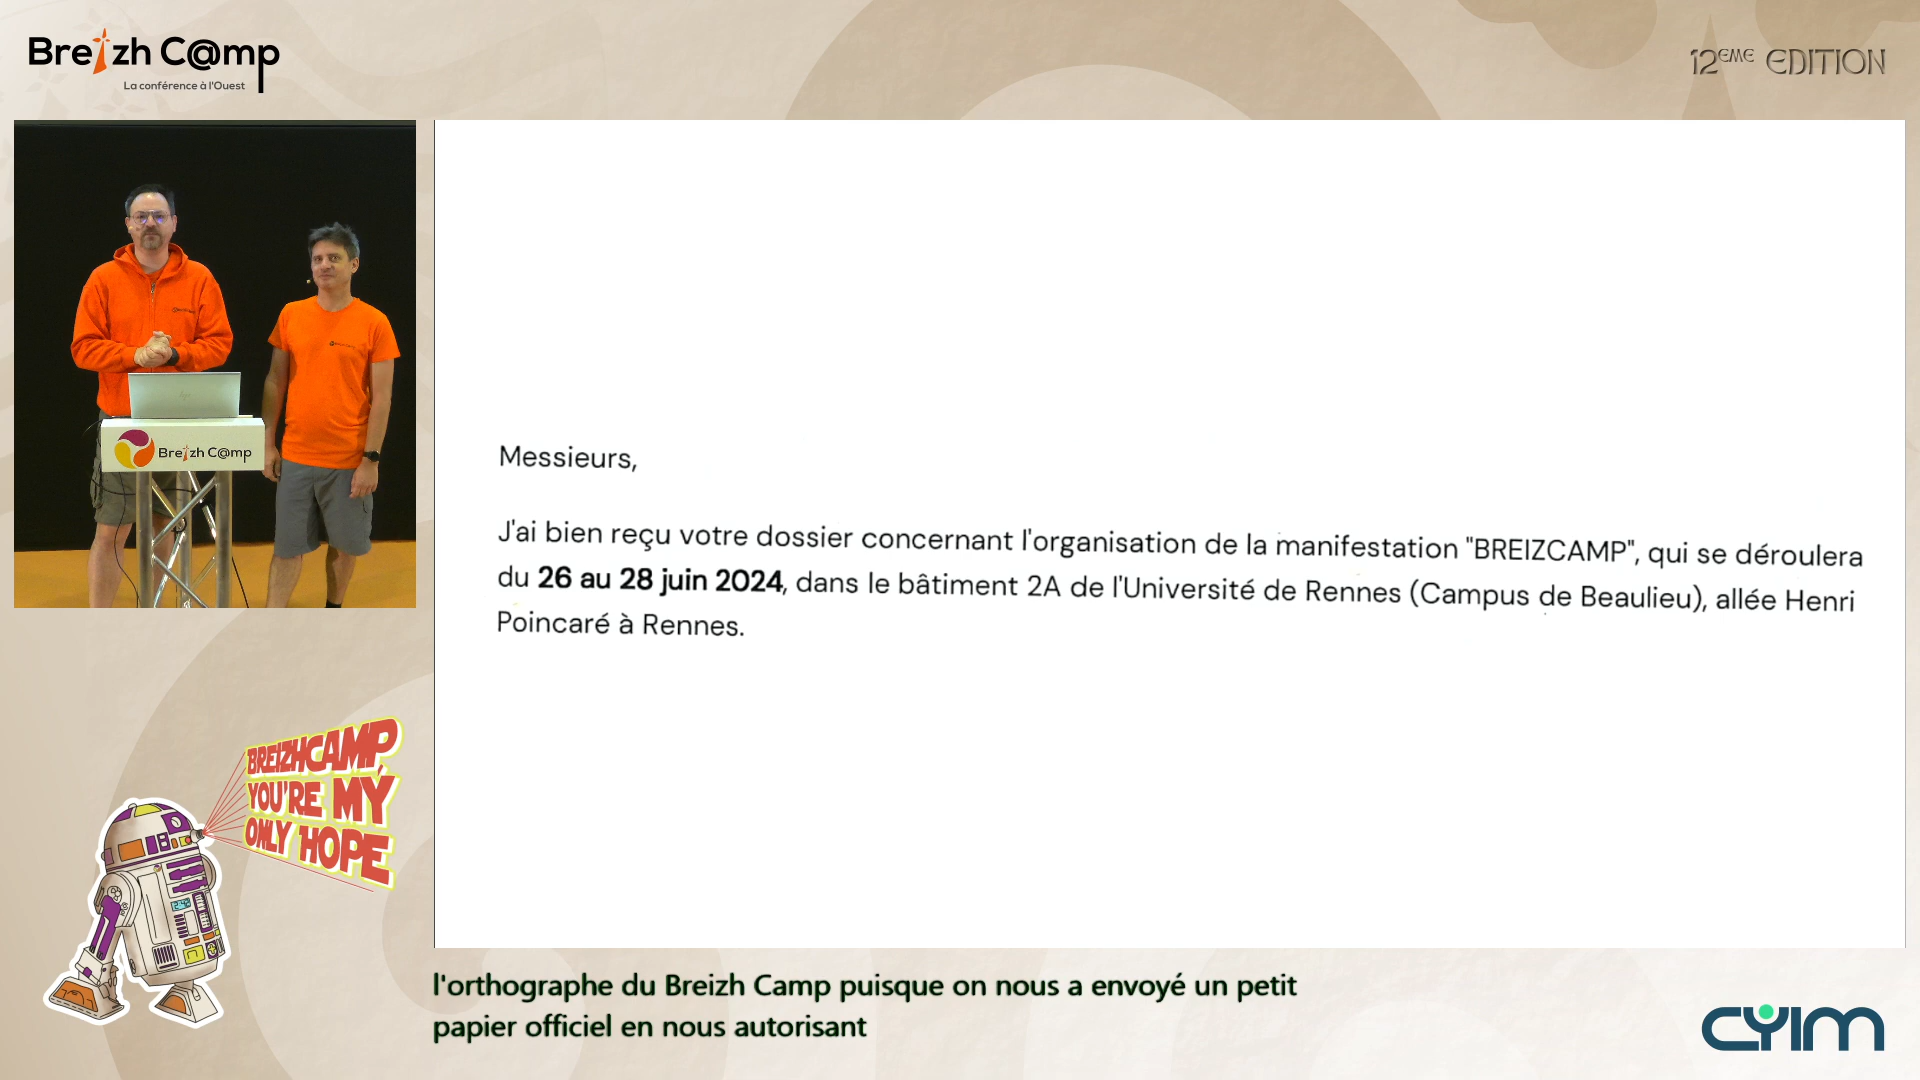 Breizh C@mp
La conférence à l'Ouest
12EME EDITION
Breizh C@mp
Messieurs,
J'ai bien reçu votre dossier concernant l'organisation de la manifestation "BREIZCAMP", qui se déroulera
du 26 au 28 juin 2024, dans le bâtiment 2A de l'Université de Rennes (Campus de Beaulieu), allée Henri
Poincaré à Rennes.
BREIZHCAMP,
YOU'RE MY
ONLY HOPE
l'orthographe du Breizh Camp puisque on nous a envoyé un petit
papier officiel en nous autorisant
CYIM